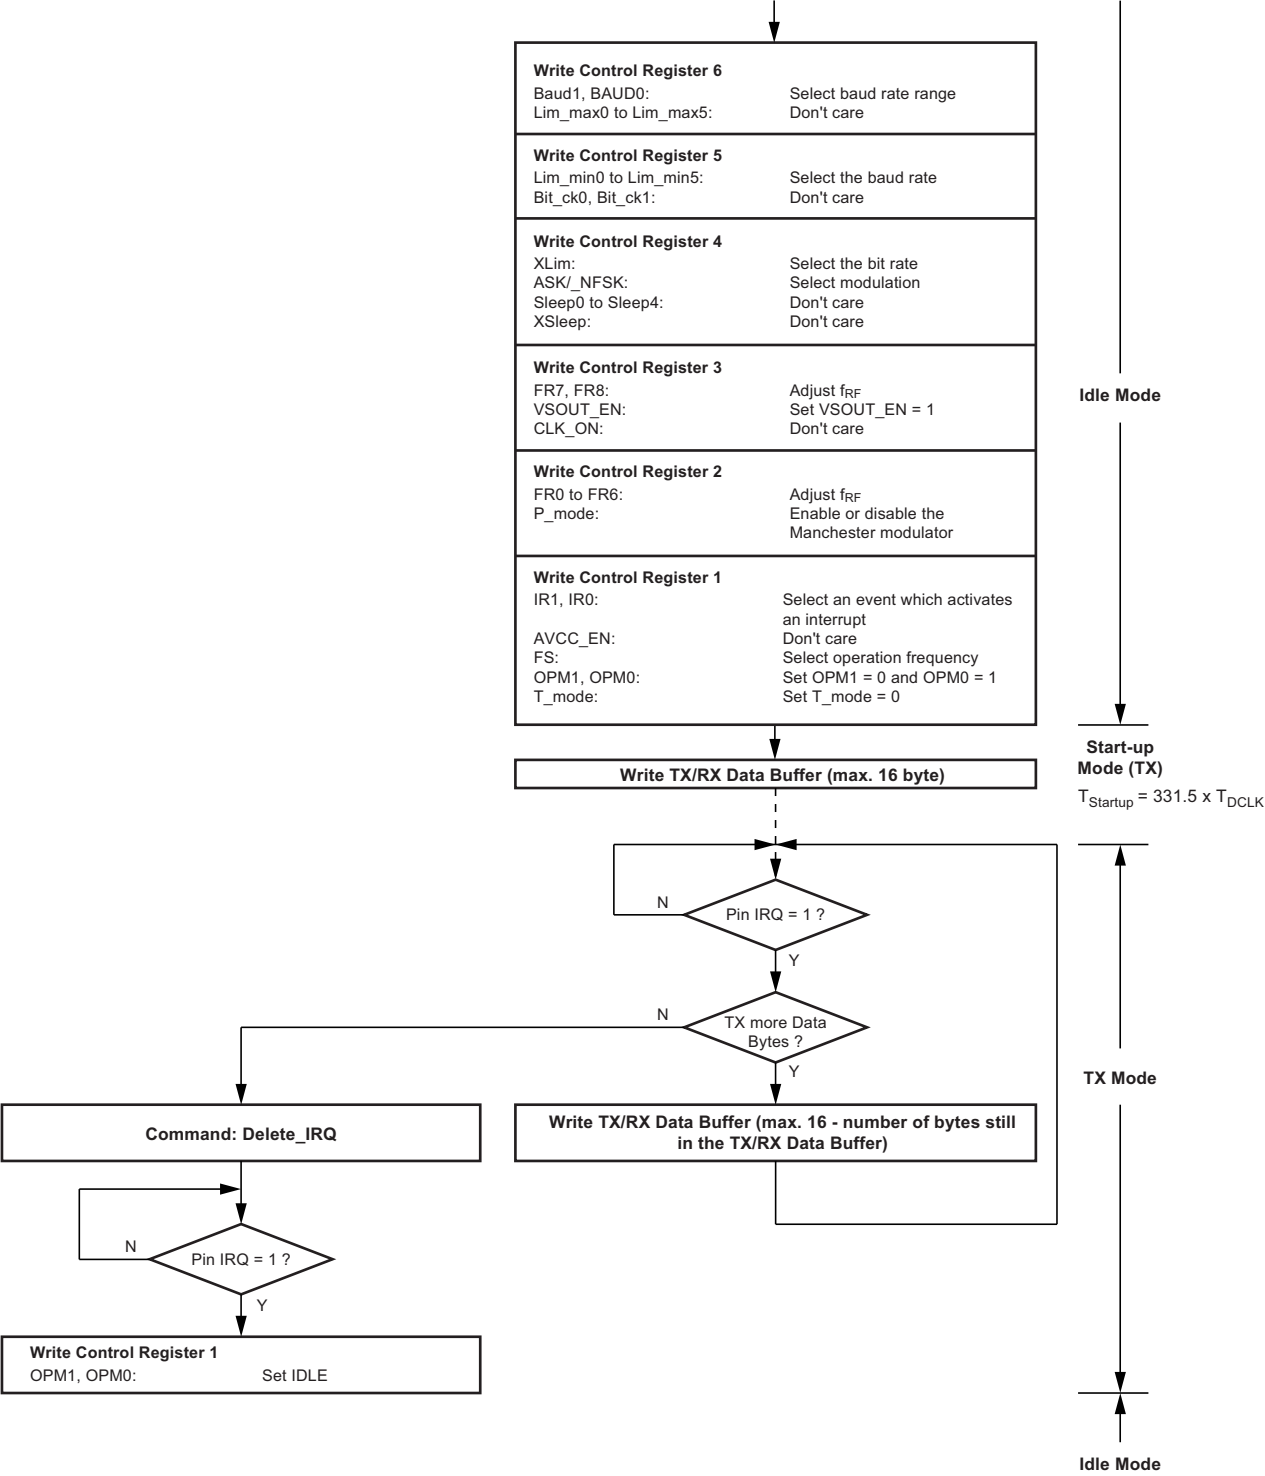 Write Control Register 6
Baud1, BAUD0: Select baud rate range
Lim_max0 to Lim_max5: Don't care
Write Control Register 5
Lim_min0 to Lim_min5: Select the baud rate
Bit_ck0, Bit_ck1: Don't care
Write Control Register 4
XLim: Select the bit rate
ASK/_NFSK: Select modulation
Sleep0 to Sleep4: Don't care
XSleep: Don't care
Write Control Register 3
FR7, FR8: Adjust fRF
VSOUT_EN: Set VSOUT_EN = 1
CLK_ON: Don't care
Idle Mode
Write Control Register 2
FR0 to FR6: Adjust fRF
P_mode: Enable or disable the
Manchester modulator
Write Control Register 1
IR1, IR0: Select an event which activates
an interrupt
AVCC_EN: Don't care
FS: Select operation frequency
OPM1, OPM0: Set OPM1 = 0 and OPM0 = 1
T_mode: Set T_mode = 0
Start-up
Mode (TX)
TStartup = 331.5 x TDCLK
Write TX/RX Data Buffer (max. 16 byte)
N
Pin IRQ = 1 ?
Y
N
TX more Data
Bytes ?
Y
TX Mode
Command: Delete_IRQ
Write TX/RX Data Buffer (max. 16 - number of bytes still
in the TX/RX Data Buffer)
N
Pin IRQ = 1 ?
Y
Write Control Register 1
OPM1, OPM0: Set IDLE
Idle Mode